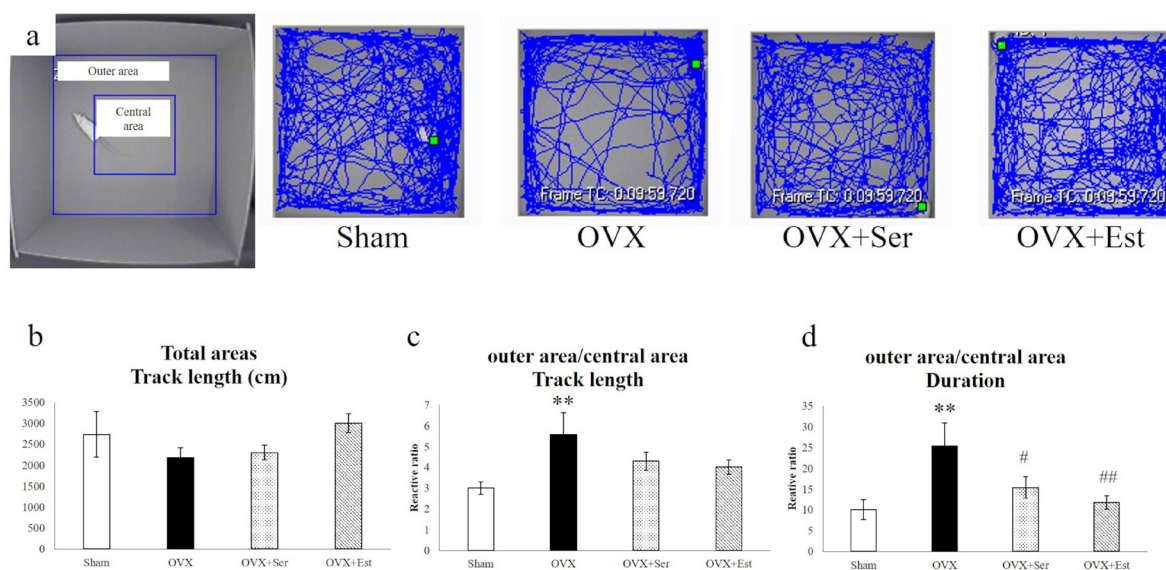 a
Outer area
Central
area
Frame TC: 0:09:59,720
Frame TC: 0:09:59,720
Sham
OVX
OVX+Ser
OVX+Est
b
Total areas
Track length (cm)
3500
3000
2500
2000
1500
1000
500
0
Sham
OVX
OVX+Ser
OVX+Est
c
outer area/central area
Track length
Reactive ratio
7
6
5
4
3
2
1
0
**
Sham
OVX
OVX+Ser
OVX+Est
d
outer area/central area
Duration
Reative ratio
35
30
25
20
15
10
5
0
**
#
##
Sham
OVX
OVX+Ser
OVX+Est